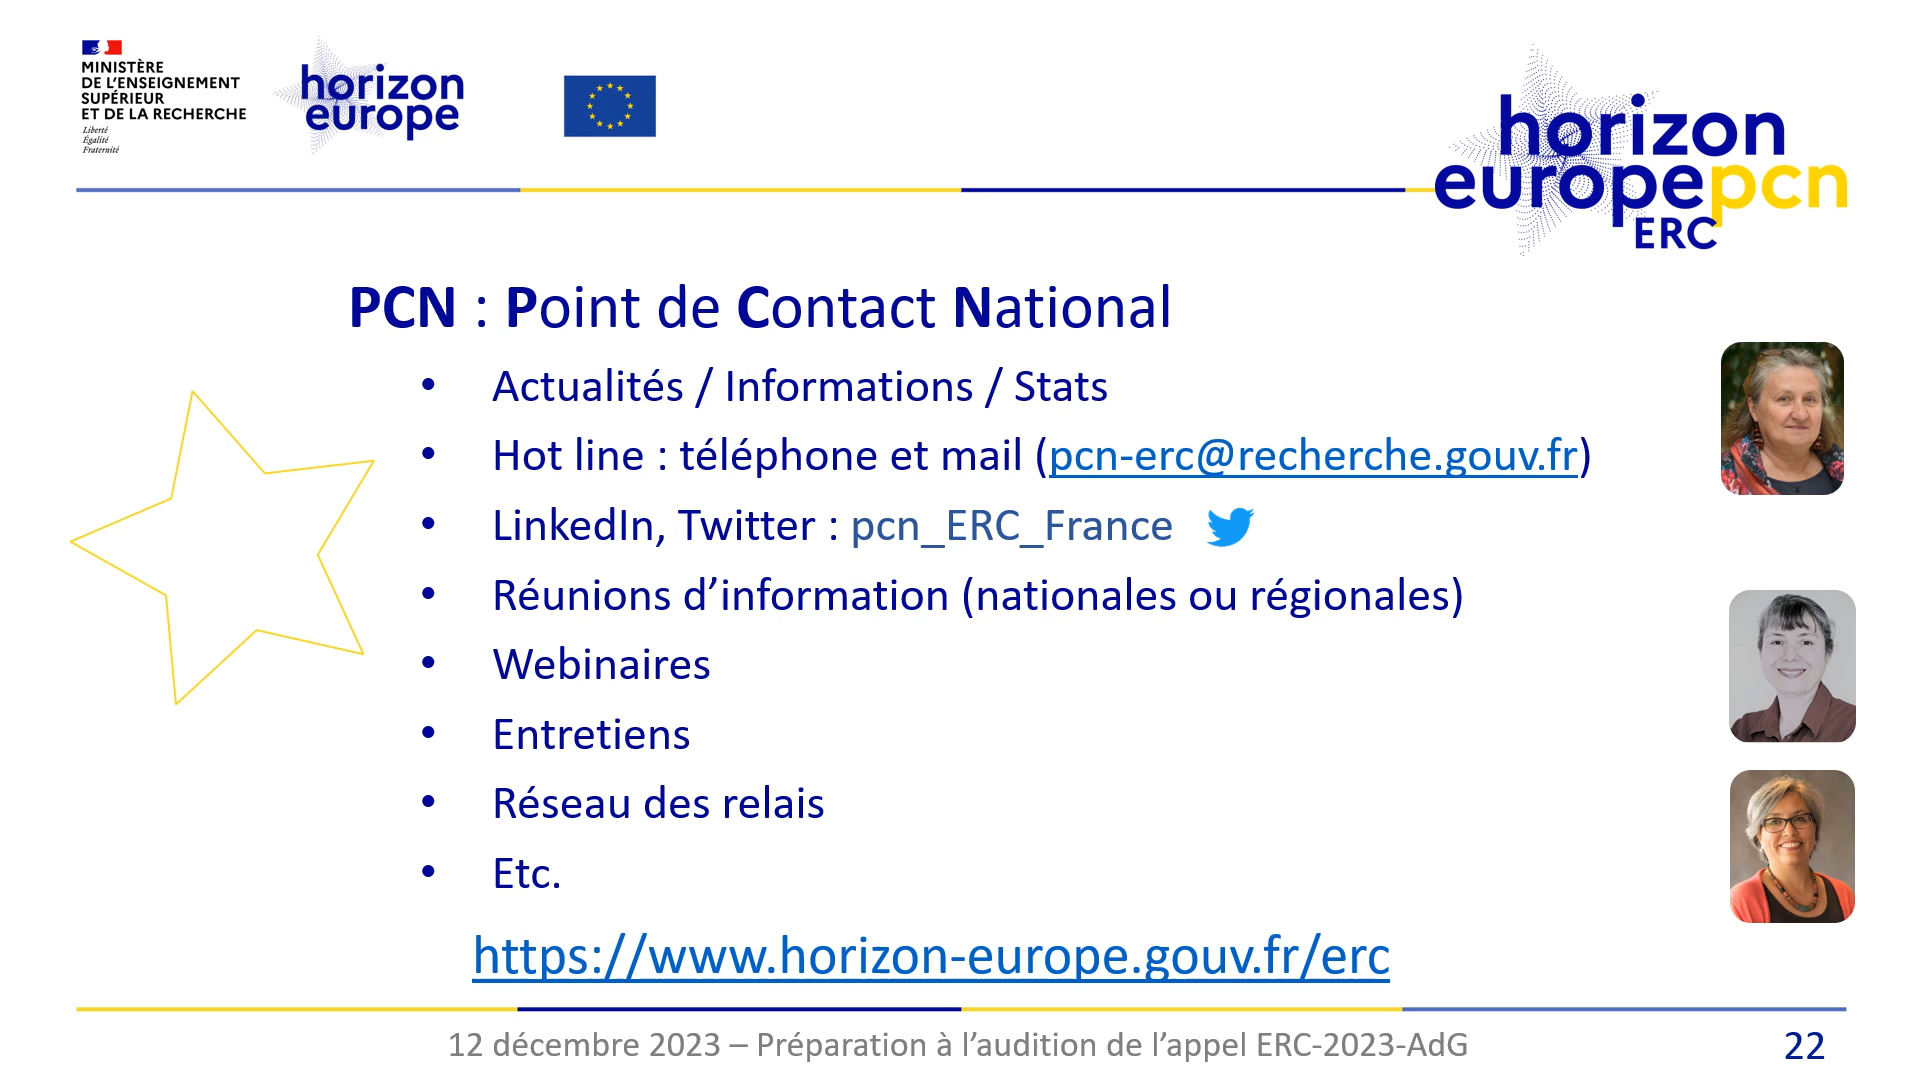 MINISTÈRE
DE L'ENSEIGNEMENT
SUPÉRIEUR
ET DE LA RECHERCHE
Liberté
Égalité
Fraternité
horizon
europe
horizon
europepcn
ERC
PCN : Point de Contact National
• Actualités / Informations / Stats
• Hot line : téléphone et mail (pcn-erc@recherche.gouv.fr)
• LinkedIn, Twitter : pcn_ERC_France
• Réunions d’information (nationales ou régionales)
• Webinaires
• Entretiens
• Réseau des relais
• Etc.
https://www.horizon-europe.gouv.fr/erc
12 décembre 2023 – Préparation à l’audition de l’appel ERC-2023-AdG
22